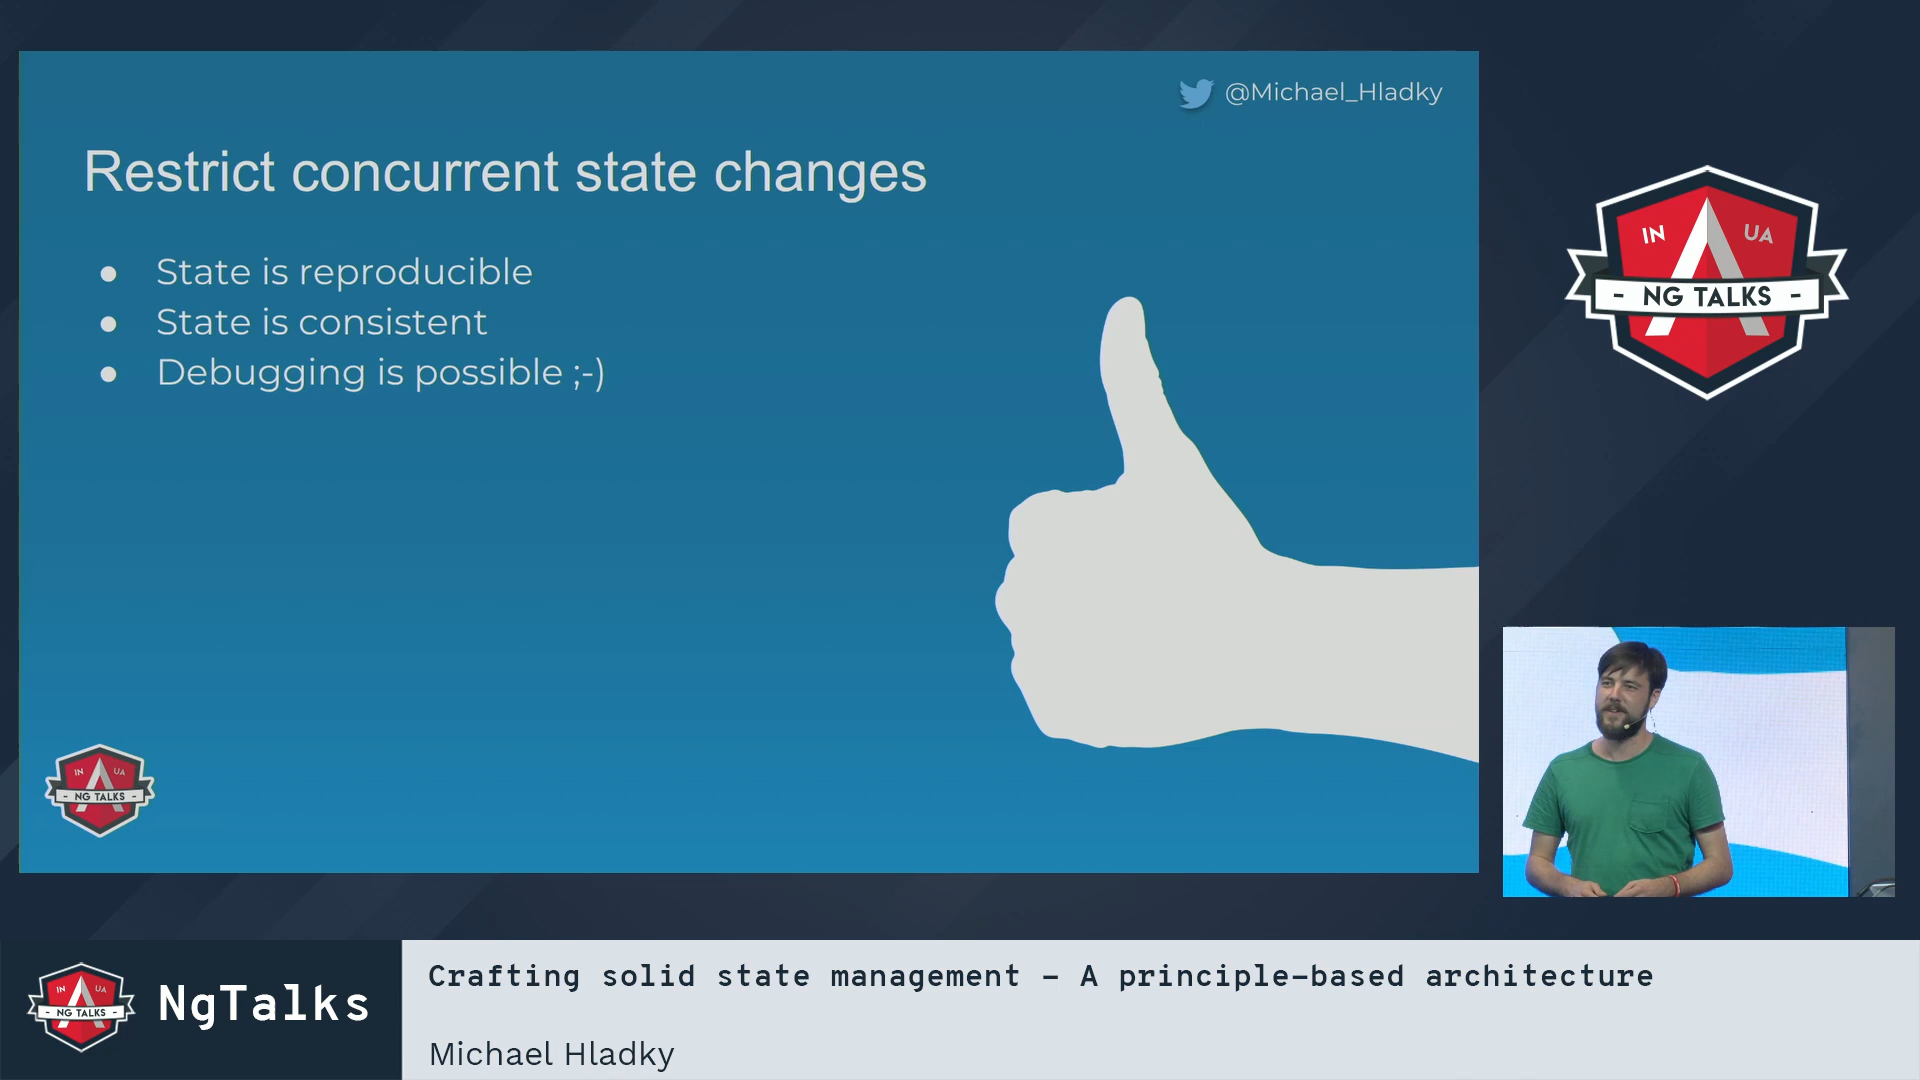 @Michael_Hladky
Restrict concurrent state changes
● State is reproducible
● State is consistent
● Debugging is possible ;-)
IN UA
- NG TALKS -
IN UA
- NG TALKS -
IN UA
- NG TALKS -
NgTalks
Crafting solid state management - A principle-based architecture
Michael Hladky